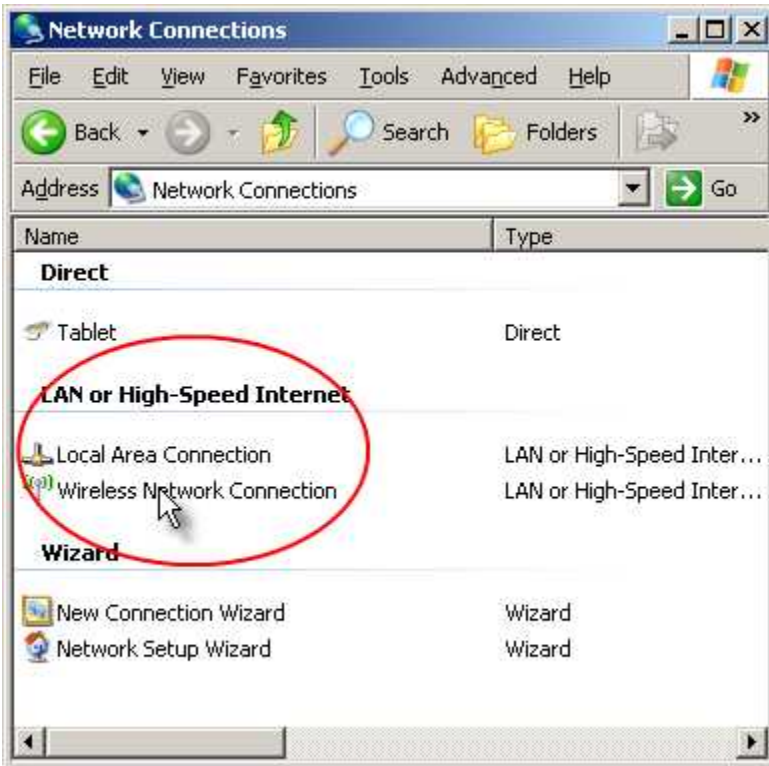 Network Connections
File Edit View Favorites Tools Advanced Help
Back Search Folders »
Address Network Connections Go
Name Type
Direct
Tablet Direct
LAN or High-Speed Internet
Local Area Connection LAN or High-Speed Inter...
Wireless Network Connection LAN or High-Speed Inter...
Wizard
New Connection Wizard Wizard
Network Setup Wizard Wizard